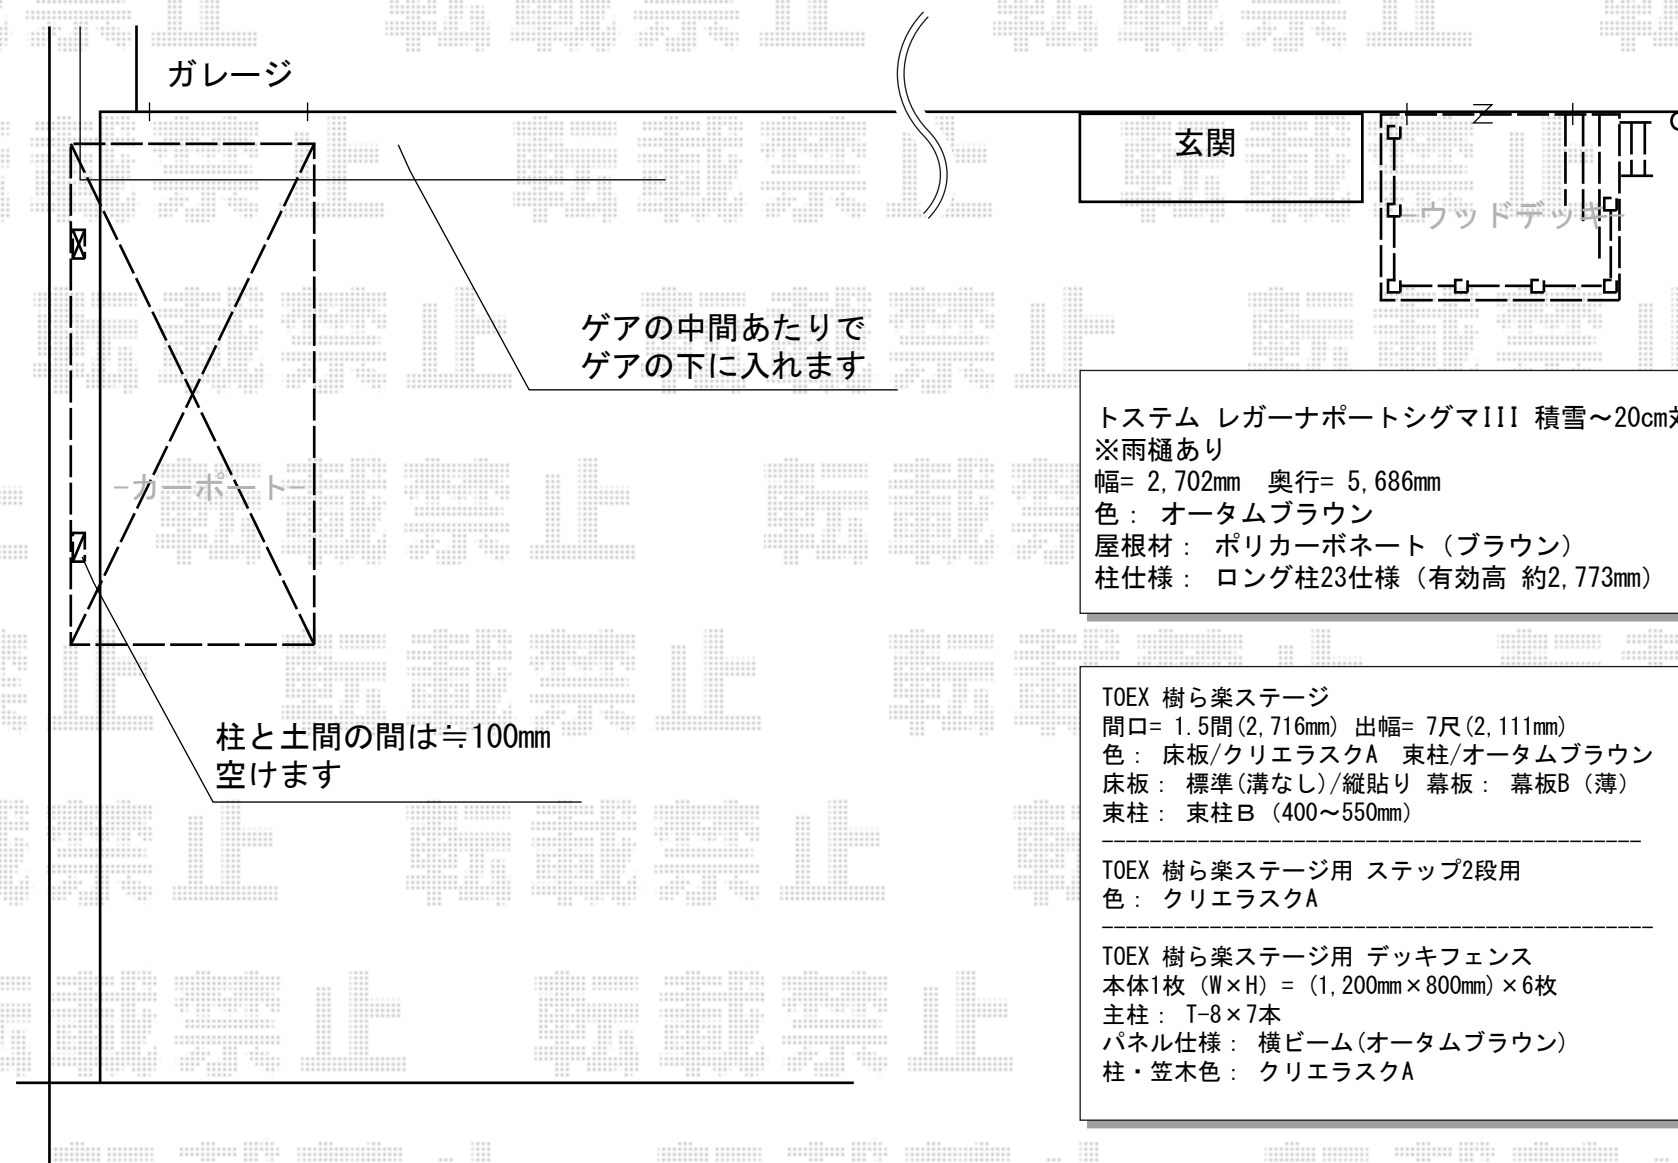 ガレージ
玄関
-ウッドデッキ-
ゲアの中間あたりで
ゲアの下に入れます
-カーポート-
柱と土間の間は≒100mm
空けます
トステム レガーナポートシグマIII 積雪～20cm
※雨樋あり
幅= 2,702mm 奥行= 5,686mm
色： オータムブラウン
屋根材： ポリカーボネート（ブラウン）
柱仕様： ロング柱23仕様（有効高 約2,773mm）
TOEX 樹ら楽ステージ
間口= 1.5間(2,716mm) 出幅= 7尺(2,111mm)
色： 床板/クリエラスクA 束柱/オータムブラウン
床板： 標準(溝なし)/縦貼り 幕板： 幕板B（薄）
束柱： 束柱Ｂ（400～550mm）
TOEX 樹ら楽ステージ用 ステップ2段用
色： クリエラスクA
TOEX 樹ら楽ステージ用 デッキフェンス
本体1枚（W×H）=（1,200mm×800mm)×6枚
主柱： T-8×7本
パネル仕様： 横ビーム(オータムブラウン)
柱・笠木色： クリエラスクA
転載禁止